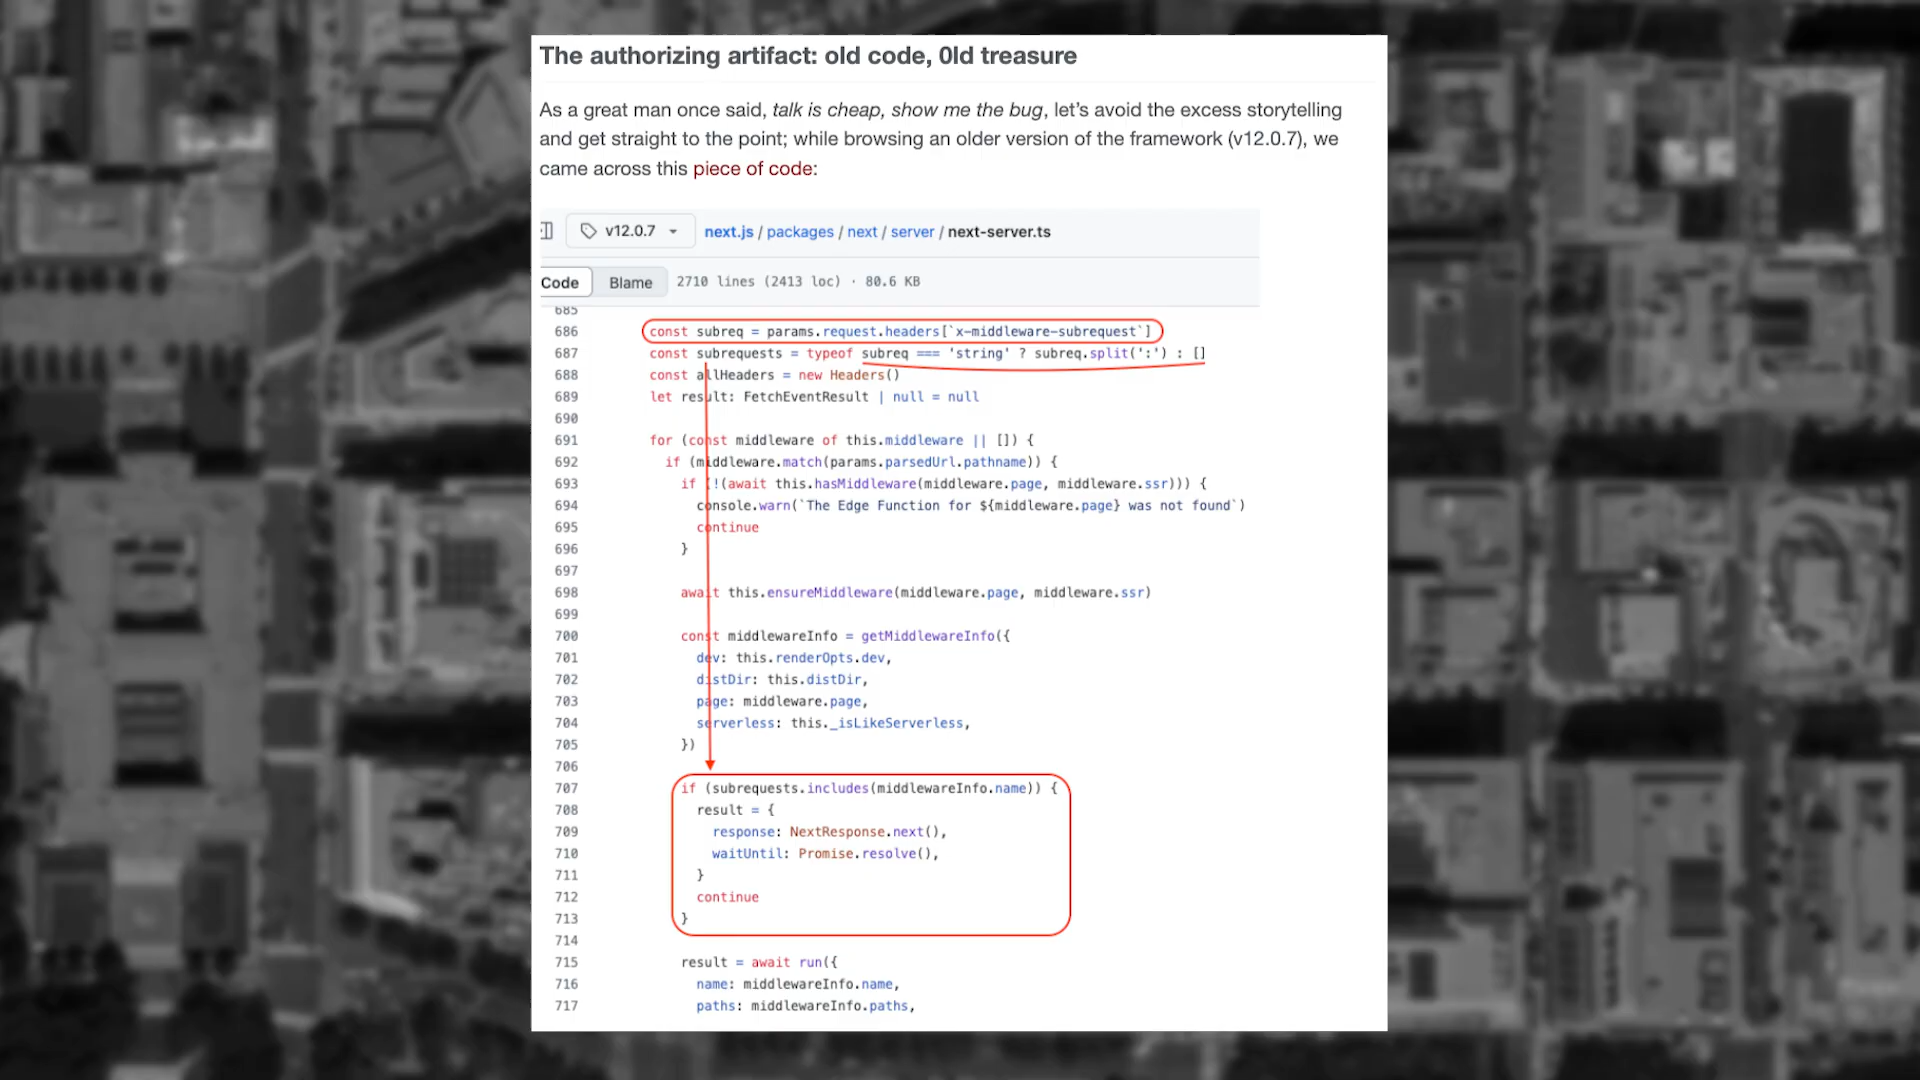 The authorizing artifact: old code, 0ld treasure
As a great man once said, talk is cheap, show me the bug, let's avoid the excess storytelling
and get straight to the point; while browsing an older version of the framework (v12.0.7), we
came across this piece of code:
v12.0.7 next.js / packages / next / server / next-server.ts
Code Blame 2710 lines (2413 loc) · 80.6 KB
685
686 const subreq = params.request.headers[`x-middleware-subrequest`]
687 const subrequests = typeof subreq === 'string' ? subreq.split(':') : []
688 const allHeaders = new Headers()
689 let result: FetchEventResult | null = null
690
691 for (const middleware of this.middleware || []) {
692 if (middleware.match(params.parsedUrl.pathname)) {
693 if (!(await this.hasMiddleware(middleware.page, middleware.ssr))) {
694 console.warn(`The Edge Function for ${middleware.page} was not found`)
695 continue
696 }
697
698 await this.ensureMiddleware(middleware.page, middleware.ssr)
699
700 const middlewareInfo = getMiddlewareInfo({
701 dev: this.renderOpts.dev,
702 distDir: this.distDir,
703 page: middleware.page,
704 serverless: this._isLikeServerless,
705 })
706
707 if (subrequests.includes(middlewareInfo.name)) {
708 result = {
709 response: NextResponse.next(),
710 waitUntil: Promise.resolve(),
711 }
712 continue
713 }
714
715 result = await run({
716 name: middlewareInfo.name,
717 paths: middlewareInfo.paths,